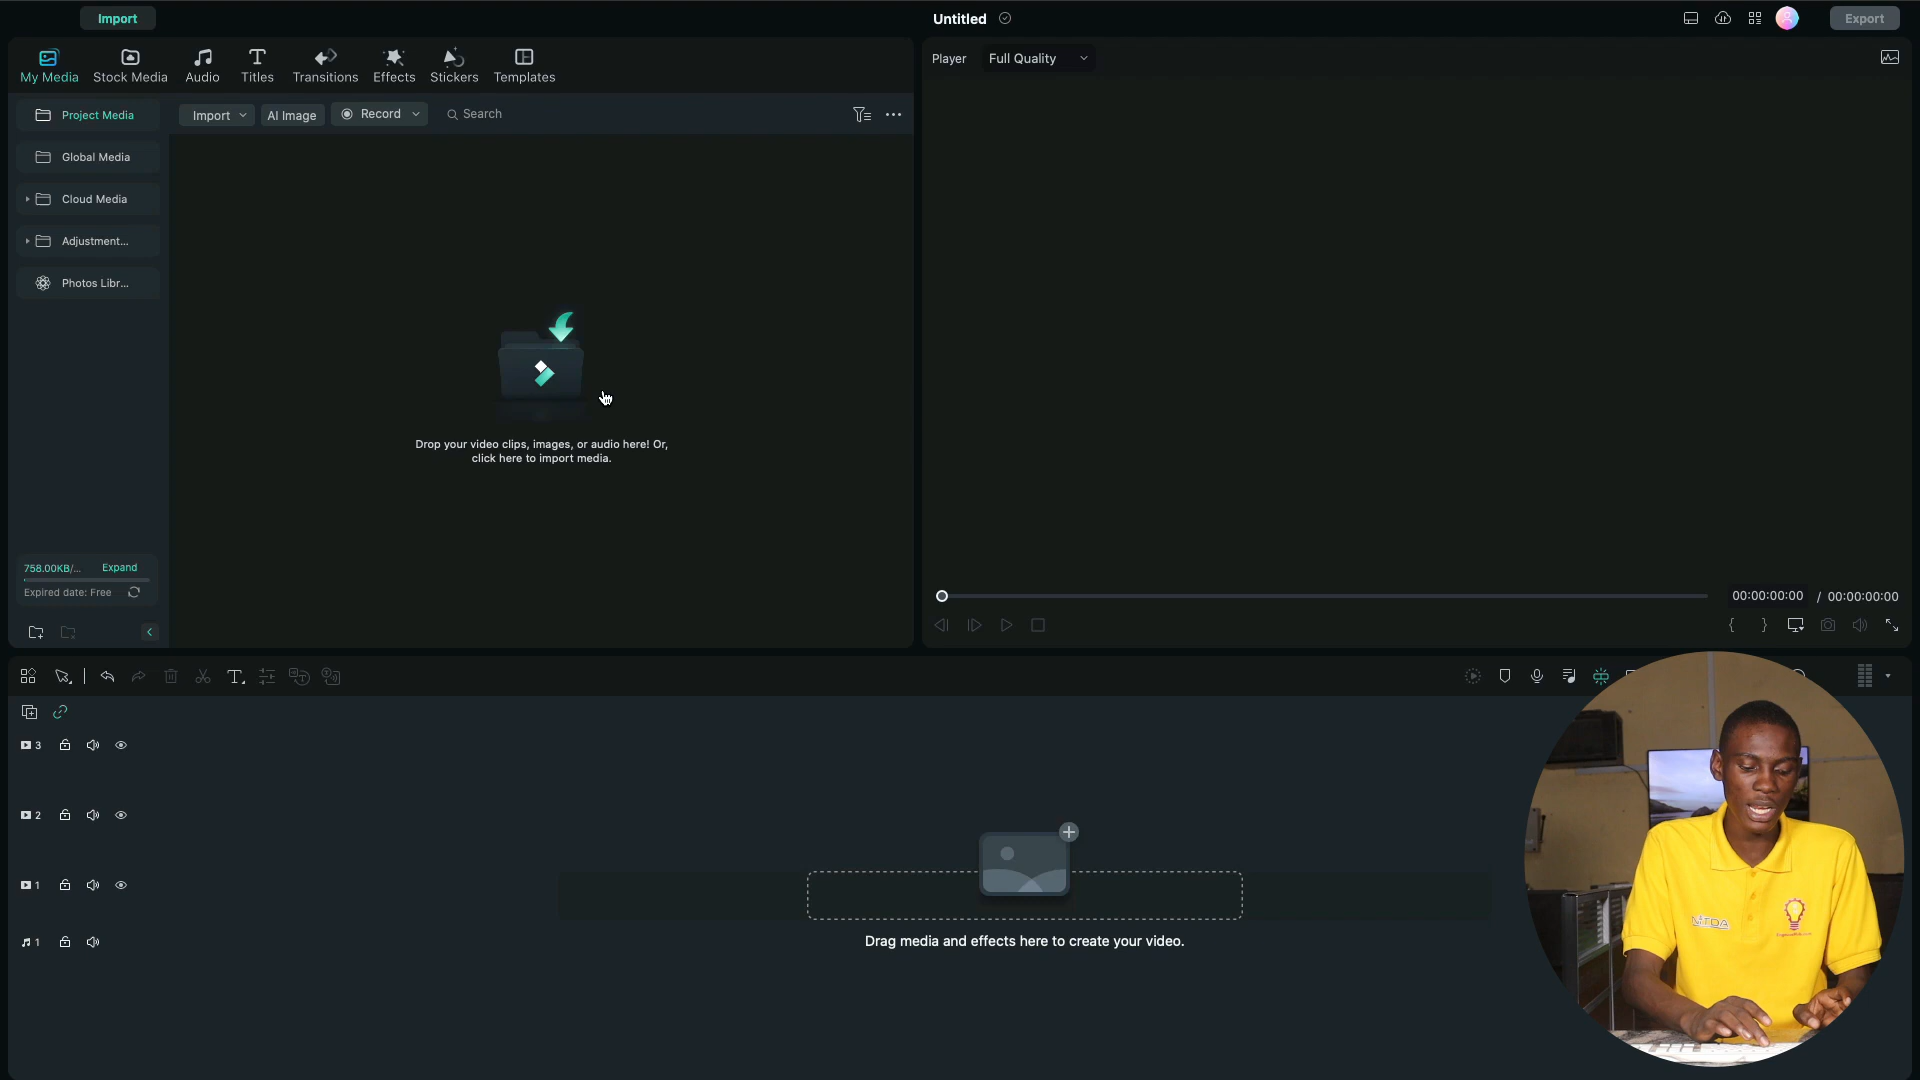 Import
Untitled
Export
My Media
Stock Media
Audio
Titles
Transitions
Effects
Stickers
Templates
Player
Full Quality
Project Media
Import
AI Image
Record
Search
Global Media
Cloud Media
Adjustment...
Photos Libr...
Drop your video clips, images, or audio here! Or,
click here to import media.
758.00KB/...
Expand
Expired date: Free
00:00:00:00 / 00:00:00:00
{ }
3
2
1
1
Drag media and effects here to create your video.
NITDA